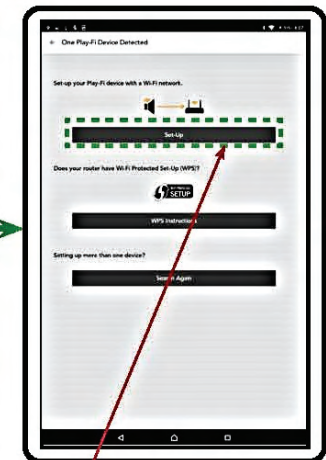 One Play-Fi Device Detected
Set-up your Play-Fi device with a Wi-Fi network.
Set-Up
Does your router have Wi-Fi Protected Set-Up (WPS)?
SETUP
WPS Instructions
Setting up more than one device?
Search Again